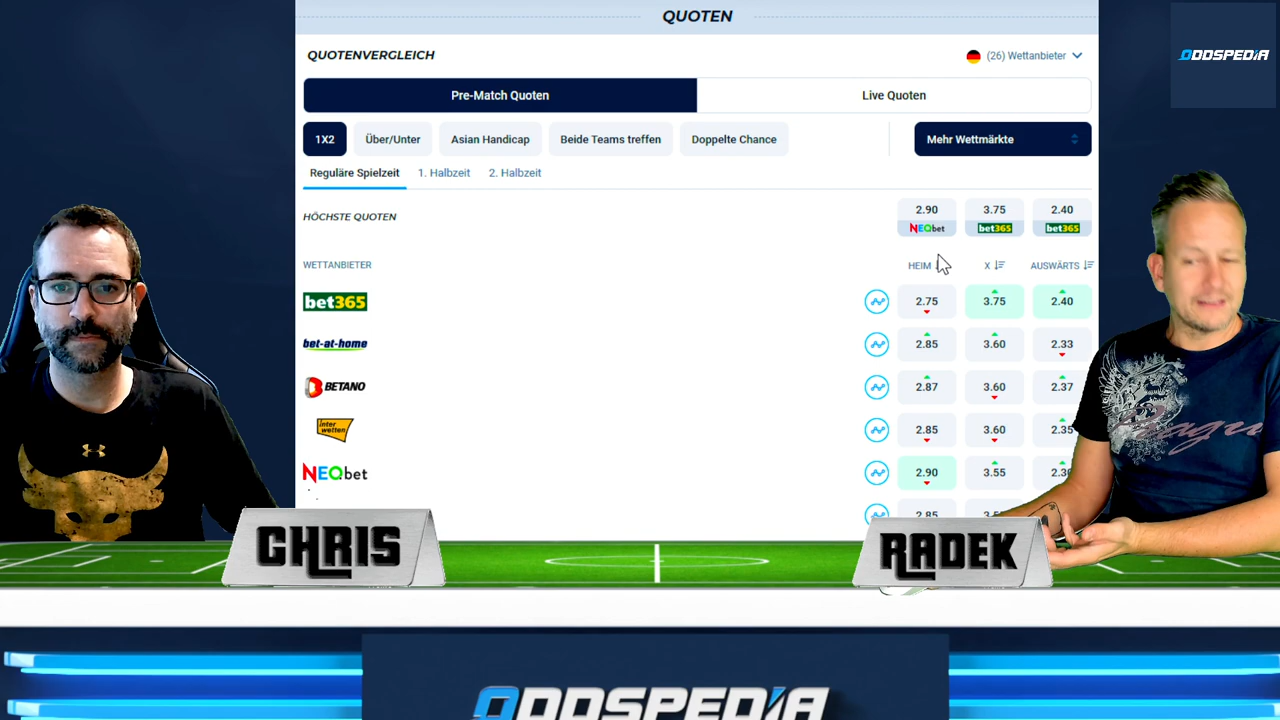 QUOTEN
QUOTENVERGLEICH
(26) Wettanbieter
ODDSPEDIA
Pre-Match Quoten
Live Quoten
1X2
Über/Unter
Asian Handicap
Beide Teams treffen
Doppelte Chance
Mehr Wettmärkte
Reguläre Spielzeit
1. Halbzeit
2. Halbzeit
HÖCHSTE QUOTEN
2.90
3.75
2.40
NEObet
bet365
bet365
WETTANBIETER
HEIM
X
AUSWÄRTS
bet365
2.75
3.75
2.40
bet-at-home
2.85
3.60
2.33
BETANO
2.87
3.60
2.37
inter wetten
2.85
3.60
2.35
NEObet
2.90
3.55
2.85
CHRIS
RADEK
ODDSPEDIA